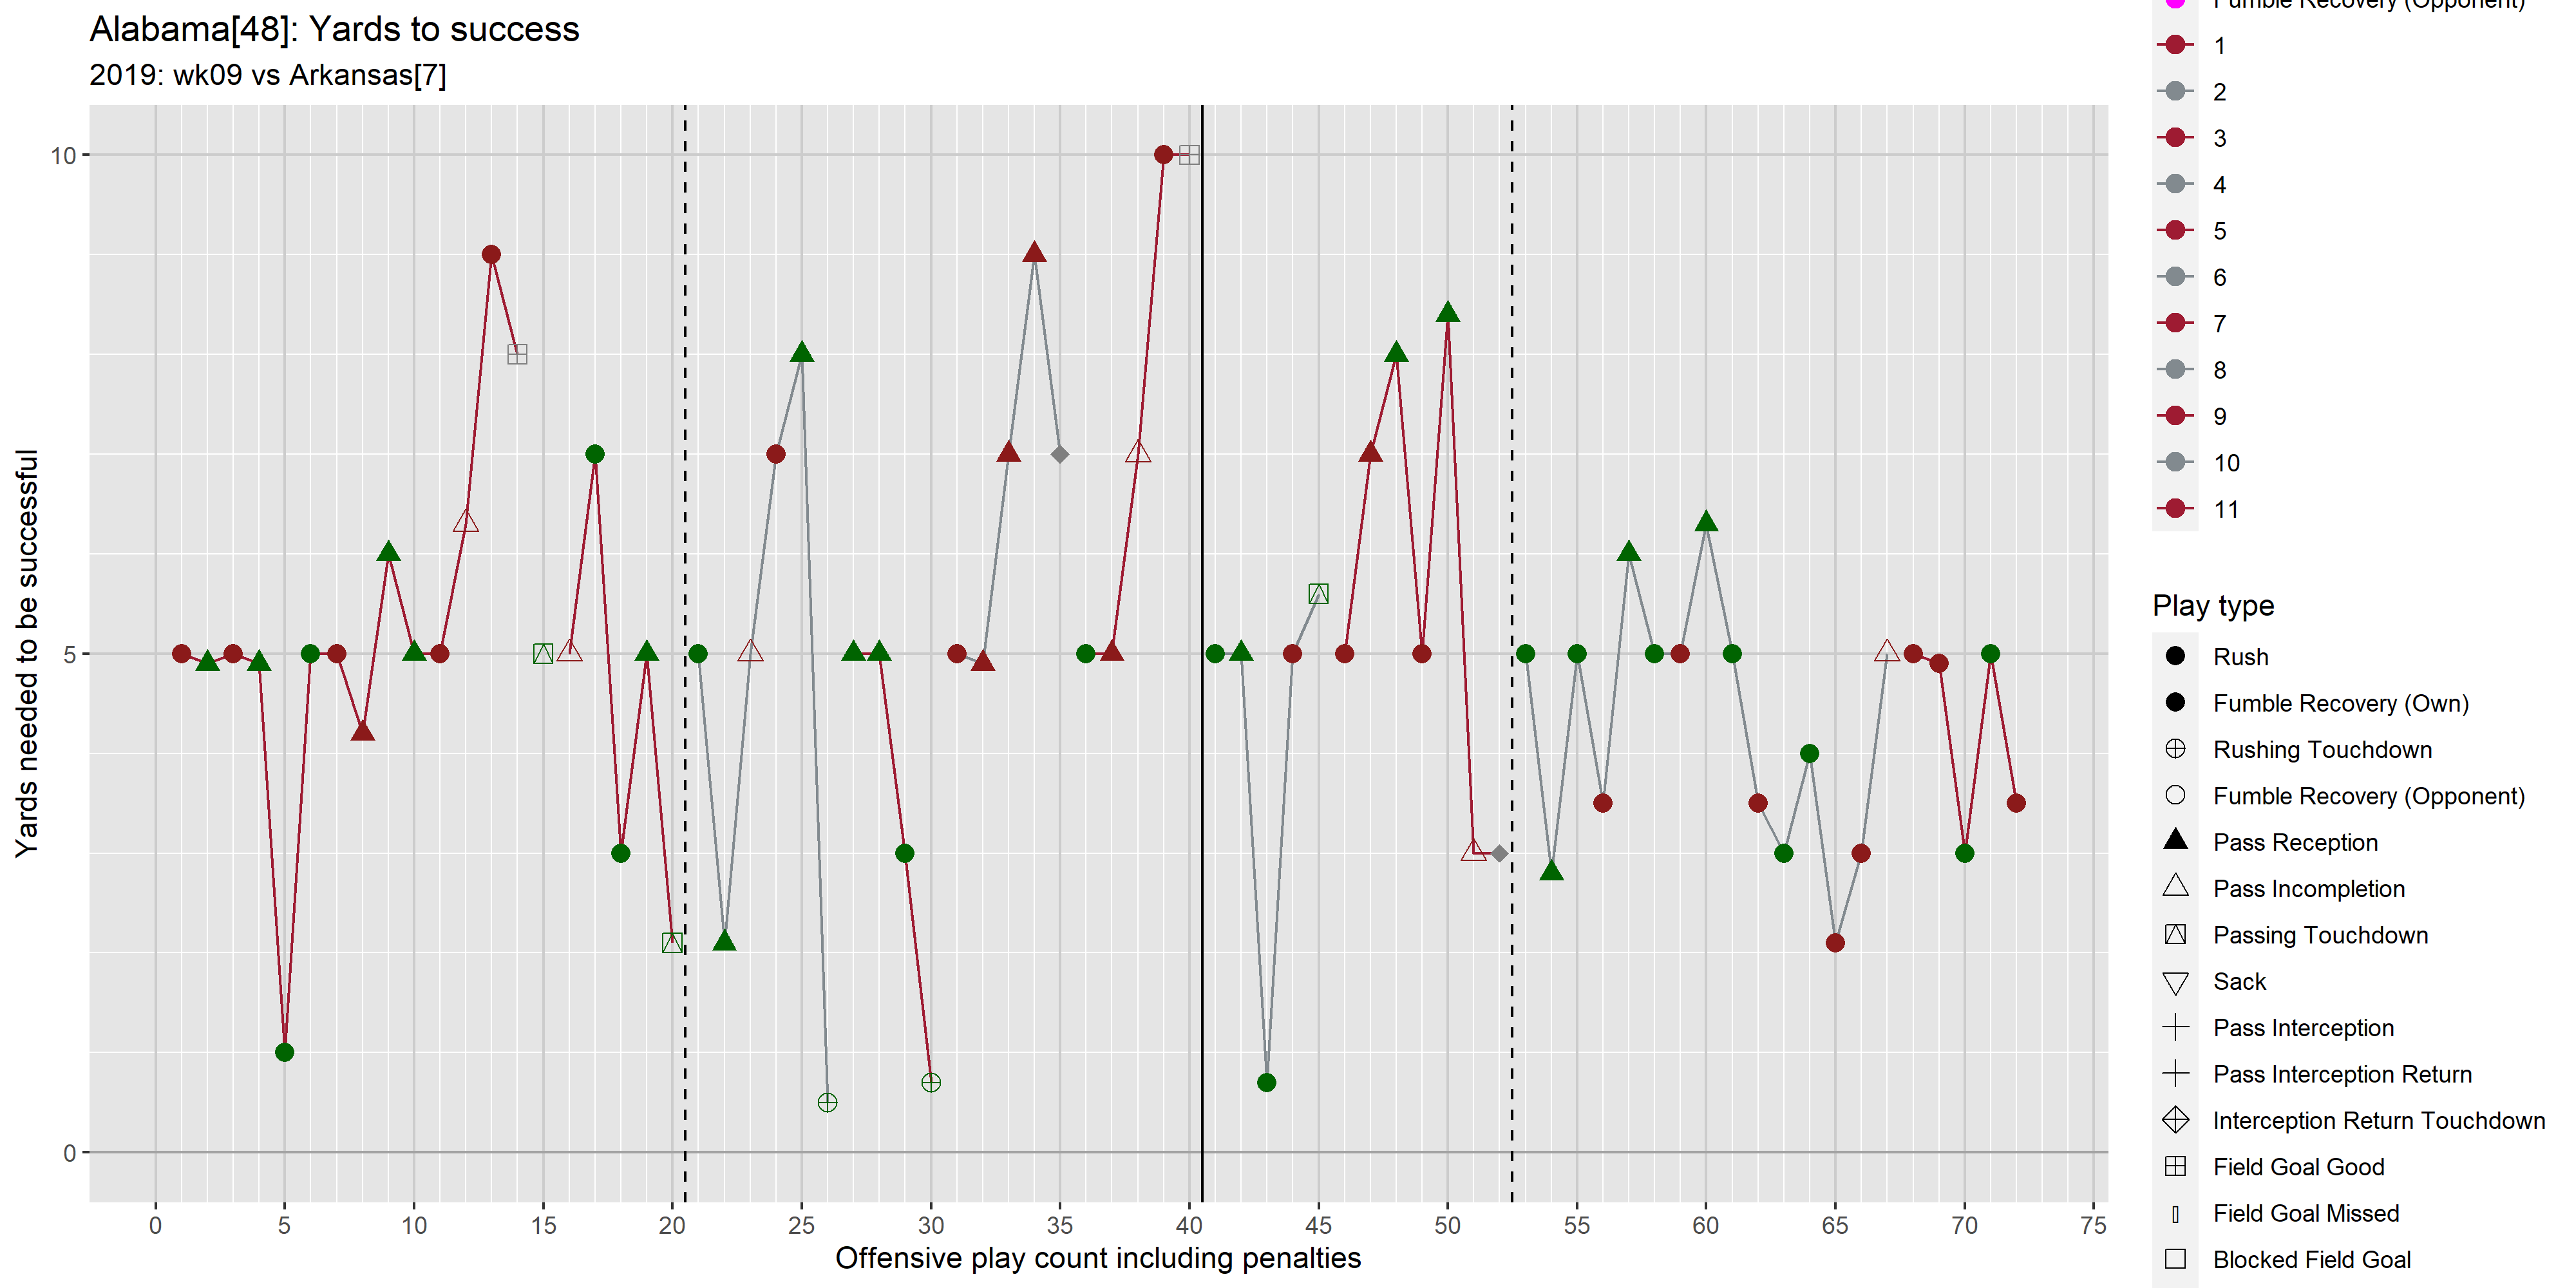 Alabama[48]: Yards to success
2019: wk09 vs Arkansas[7]
Yards needed to be successful
10
5
0
0 5 10 15 20 25 30 35 40 45 50 55 60 65 70 75
Offensive play count including penalties
Fumble Recovery (Opponent)
1
2
3
4
5
6
7
8
9
10
11
Play type
Rush
Fumble Recovery (Own)
Rushing Touchdown
Fumble Recovery (Opponent)
Pass Reception
Pass Incompletion
Passing Touchdown
Sack
Pass Interception
Pass Interception Return
Interception Return Touchdown
Field Goal Good
Field Goal Missed
Blocked Field Goal